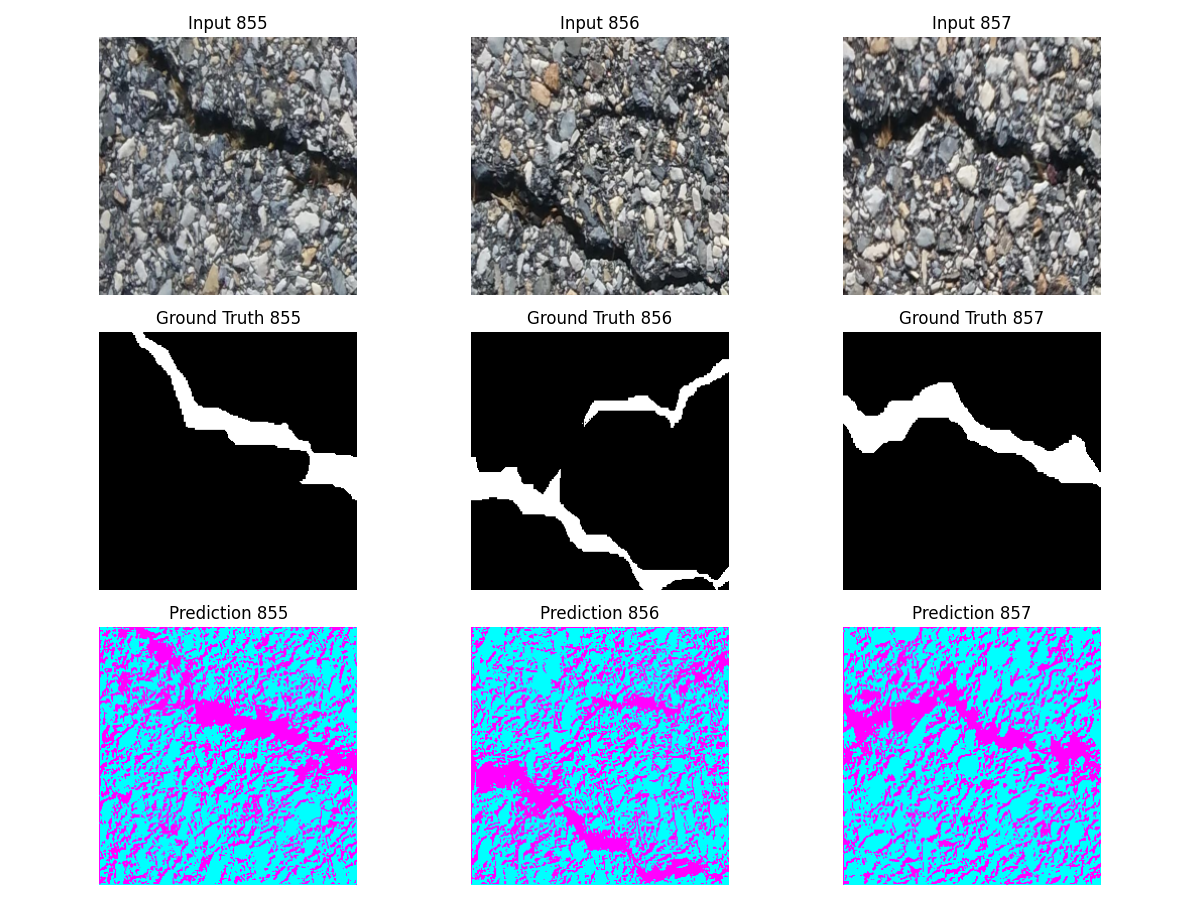 Input 855
Input 856
Input 857
Ground Truth 855
Ground Truth 856
Ground Truth 857
Prediction 855
Prediction 856
Prediction 857